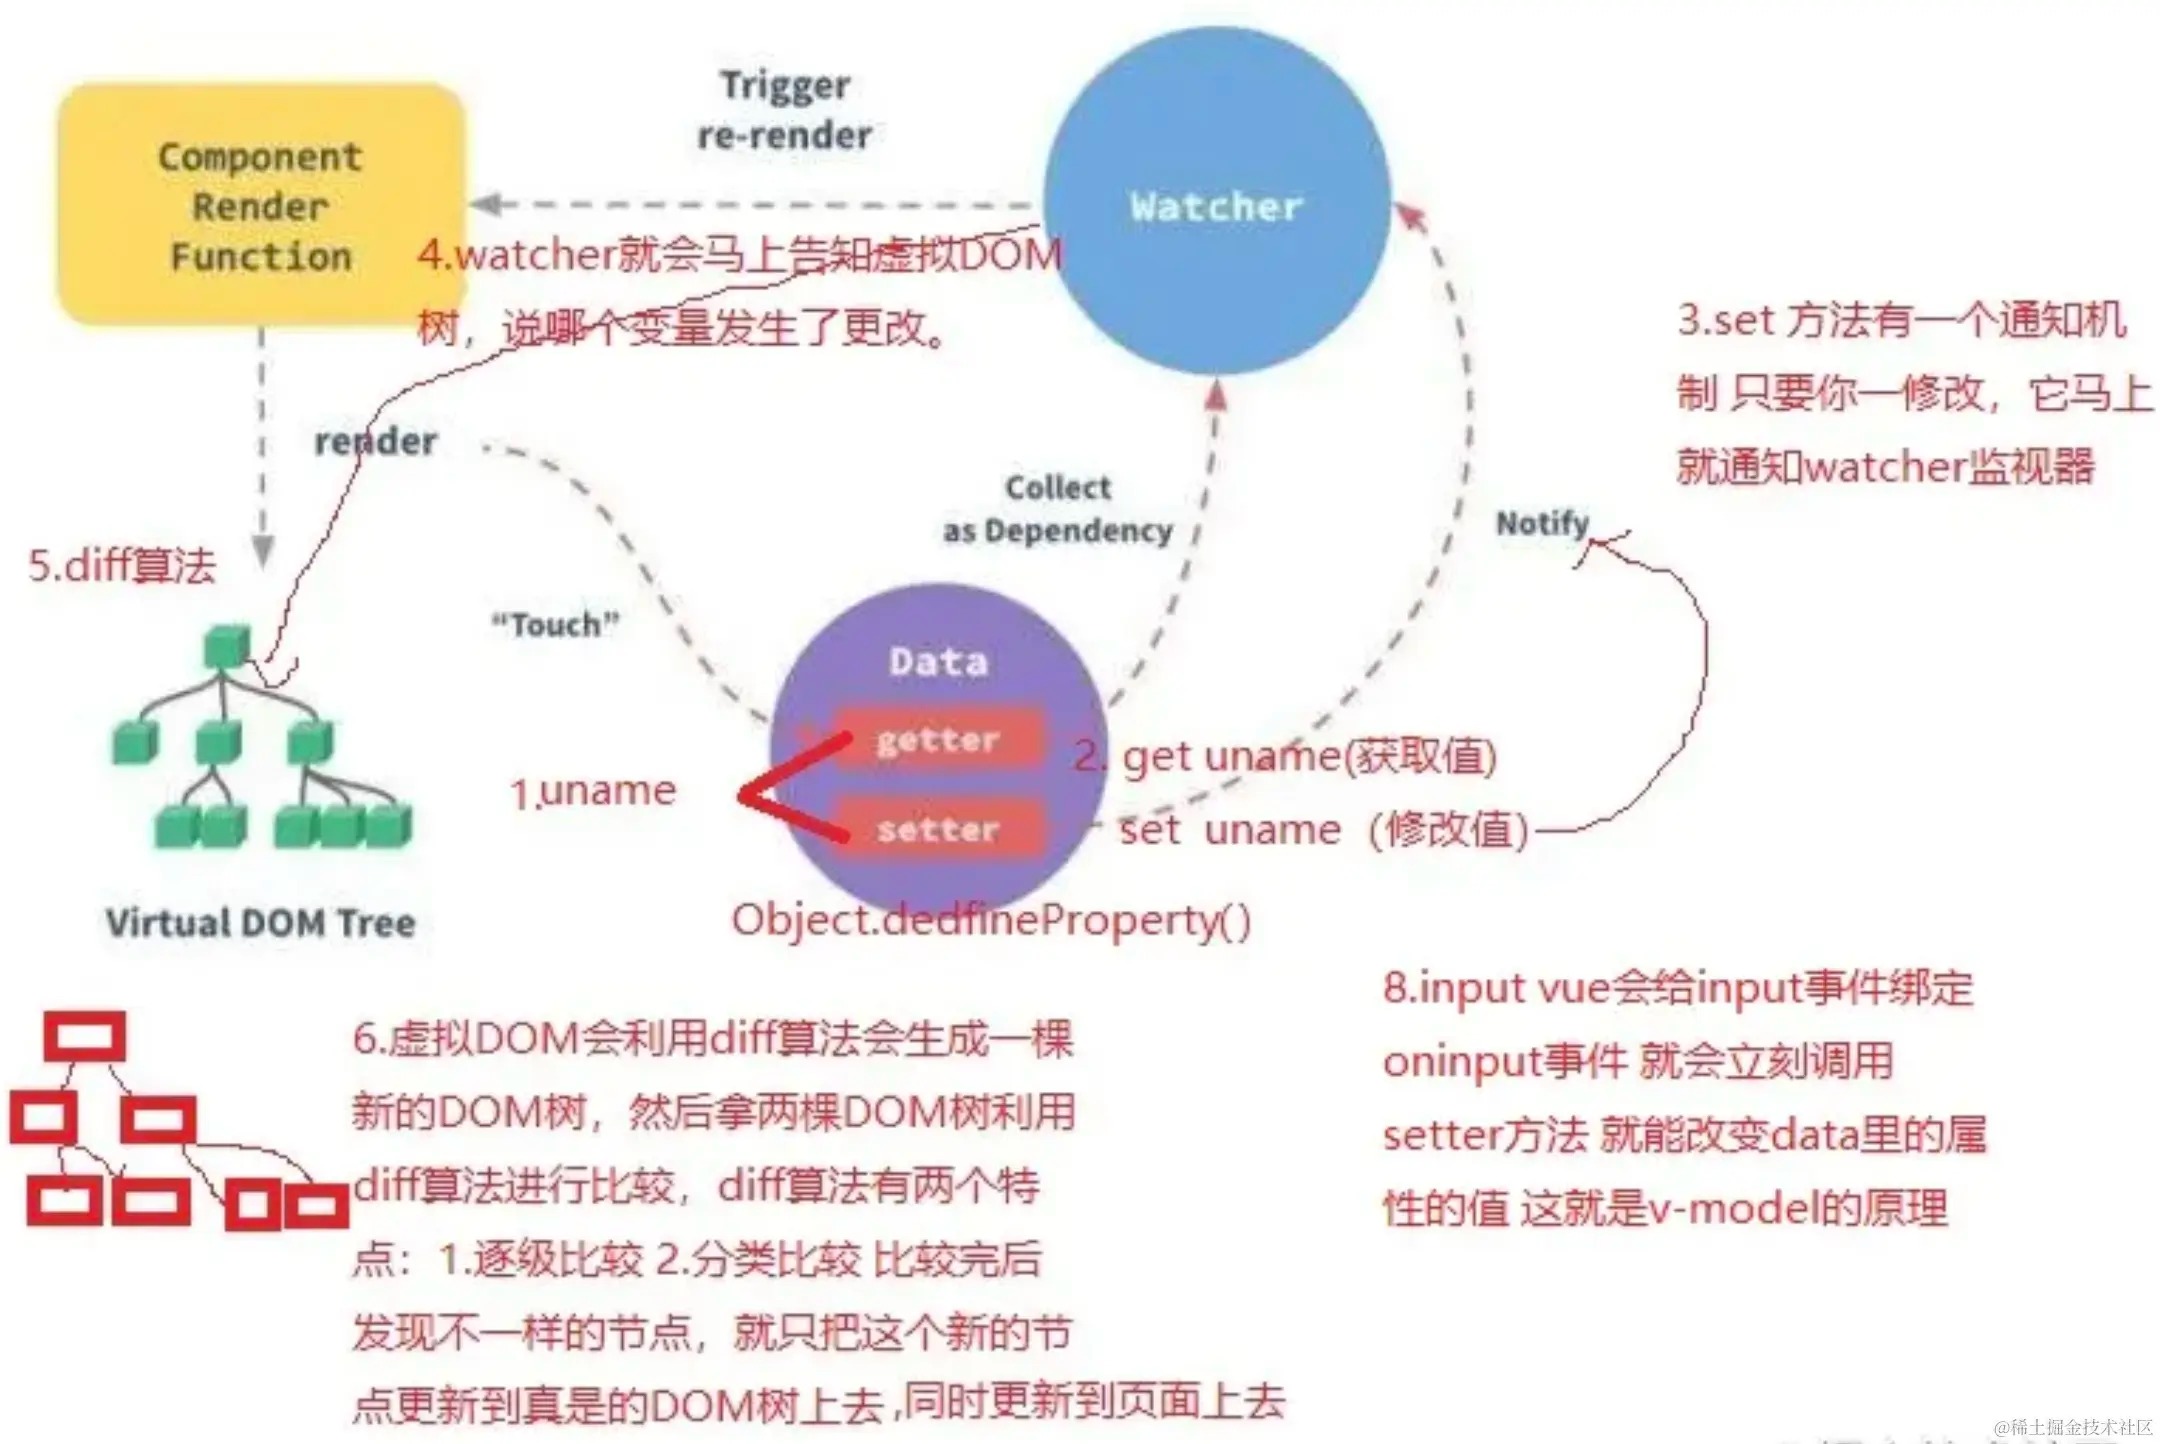 Trigger
re-render
Component
Render
Function
Watcher
4.watcher就会马上告知虚拟DOM
树，说哪个变量发生了更改。
3.set 方法有一个通知机
制 只要你一修改，它马上
就通知watcher监视器
render
Collect
as Dependency
Notify
5.diff算法
“Touch”
Data
getter
setter
1.uname
2. get uname(获取值)
set uname（修改值）
Virtual DOM Tree
Object.dedfineProperty()
6.虚拟DOM会利用diff算法会生成一棵
新的DOM树，然后拿两棵DOM树利用
diff算法进行比较，diff算法有两个特
点：1.逐级比较 2.分类比较 比较完后
发现不一样的节点，就只把这个新的节
点更新到真是的DOM树上去,同时更新到页面上去
8.input vue会给input事件绑定
oninput事件 就会立刻调用
setter方法 就能改变data里的属
性的值 这就是v-model的原理
@稀土掘金技术社区